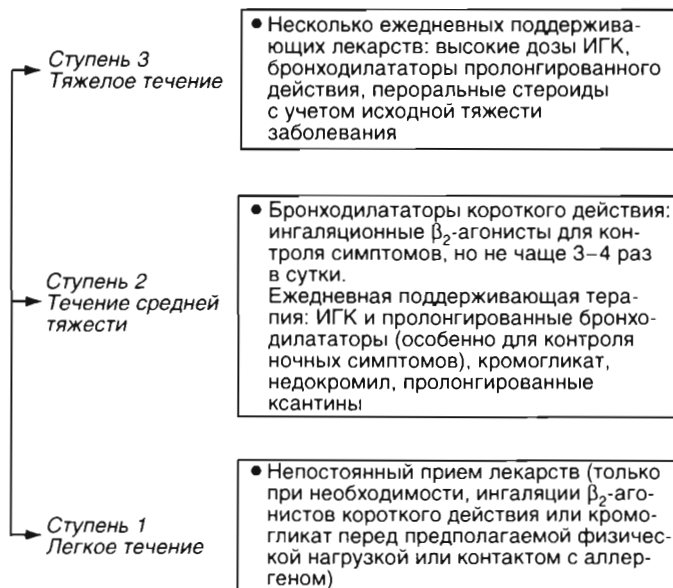 Ступень 3
Тяжелое течение
● Несколько ежедневных поддержива-
ющих лекарств: высокие дозы ИГК,
бронходилататоры пролонгированного
действия, пероральные стероиды
с учетом исходной тяжести
заболевания
Ступень 2
Течение средней
тяжести
● Бронходилататоры короткого действия:
ингаляционные β₂-агонисты для кон-
троля симптомов, но не чаще 3–4 раз
в сутки.
Ежедневная поддерживающая тера-
пия: ИГК и пролонгированные бронхо-
дилататоры (особенно для контроля
ночных симптомов), кромогликат,
недокромил, пролонгированные
ксантины
Ступень 1
Легкое течение
● Непостоянный прием лекарств (только
при необходимости, ингаляции β₂-аго-
нистов короткого действия или кромо-
гликат перед предполагаемой физичес-
кой нагрузкой или контактом с аллер-
геном)